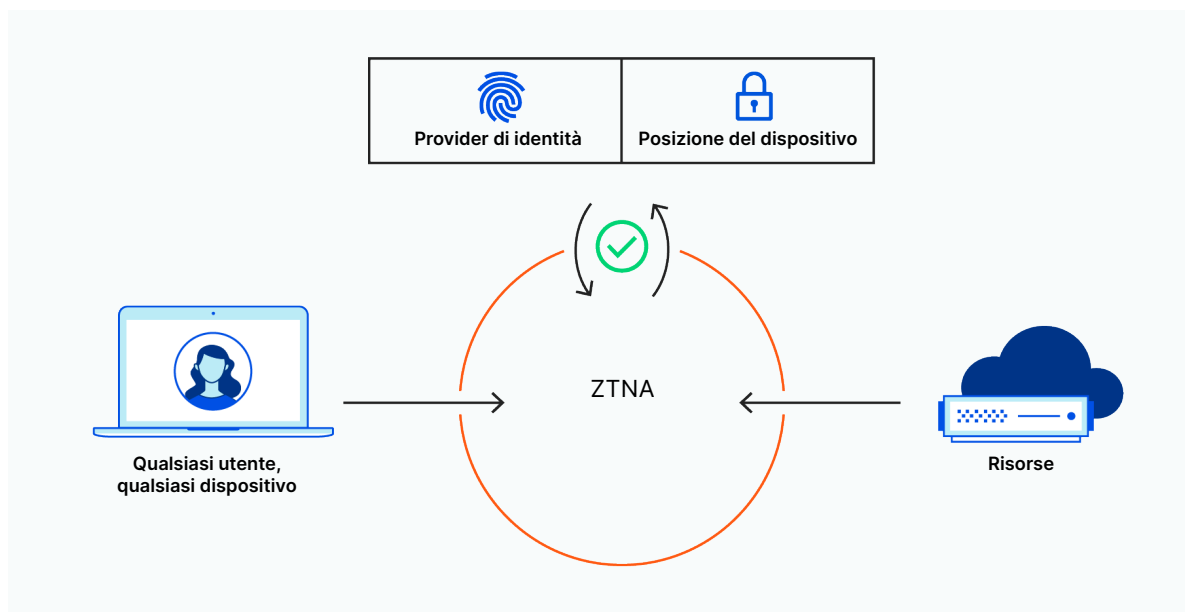 Provider di identità
Posizione del dispositivo
ZTNA
Qualsiasi utente,
qualsiasi dispositivo
Risorse